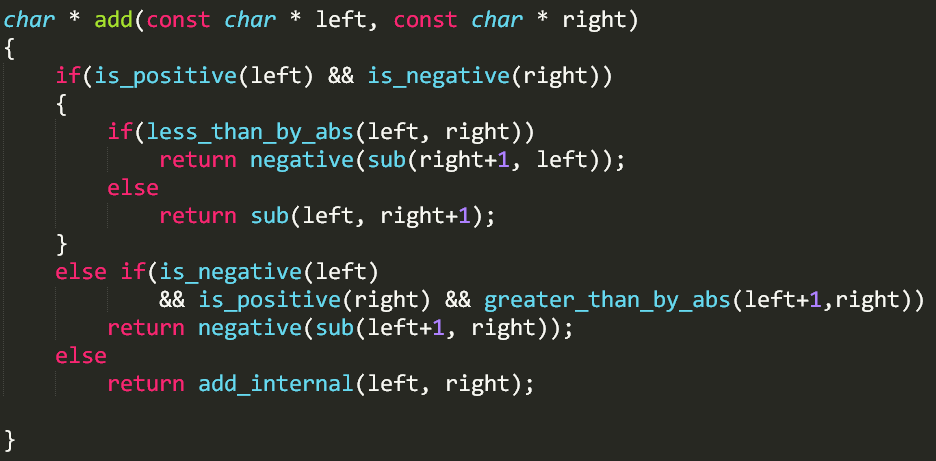 char * add(const char * left, const char * right)
{
    if(is_positive(left) && is_negative(right))
    {
        if(less_than_by_abs(left, right))
            return negative(sub(right+1, left));
        else
            return sub(left, right+1);
    }
    else if(is_negative(left)
            && is_positive(right) && greater_than_by_abs(left+1,right))
        return negative(sub(left+1, right));
    else
        return add_internal(left, right);

}